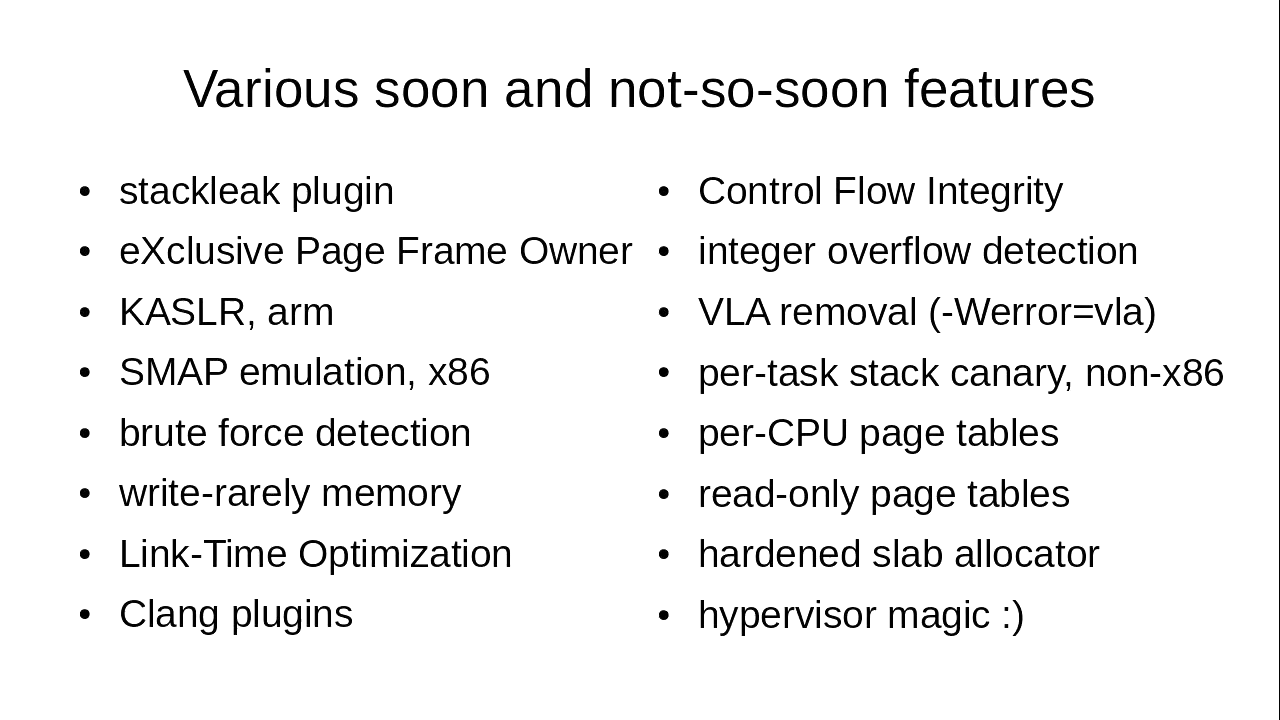 Various soon and not-so-soon features
• stackleak plugin
• eXclusive Page Frame Owner
• KASLR, arm
• SMAP emulation, x86
• brute force detection
• write-rarely memory
• Link-Time Optimization
• Clang plugins
• Control Flow Integrity
• integer overflow detection
• VLA removal (-Werror=vla)
• per-task stack canary, non-x86
• per-CPU page tables
• read-only page tables
• hardened slab allocator
• hypervisor magic :)